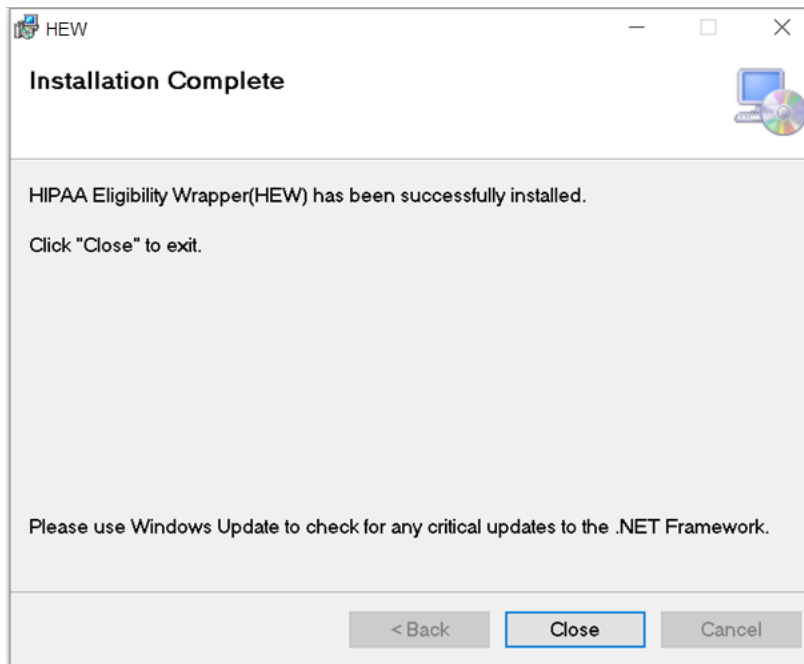 HEW
Installation Complete
HIPAA Eligibility Wrapper(HEW) has been successfully installed.
Click "Close" to exit.
Please use Windows Update to check for any critical updates to the .NET Framework.
< Back Close Cancel